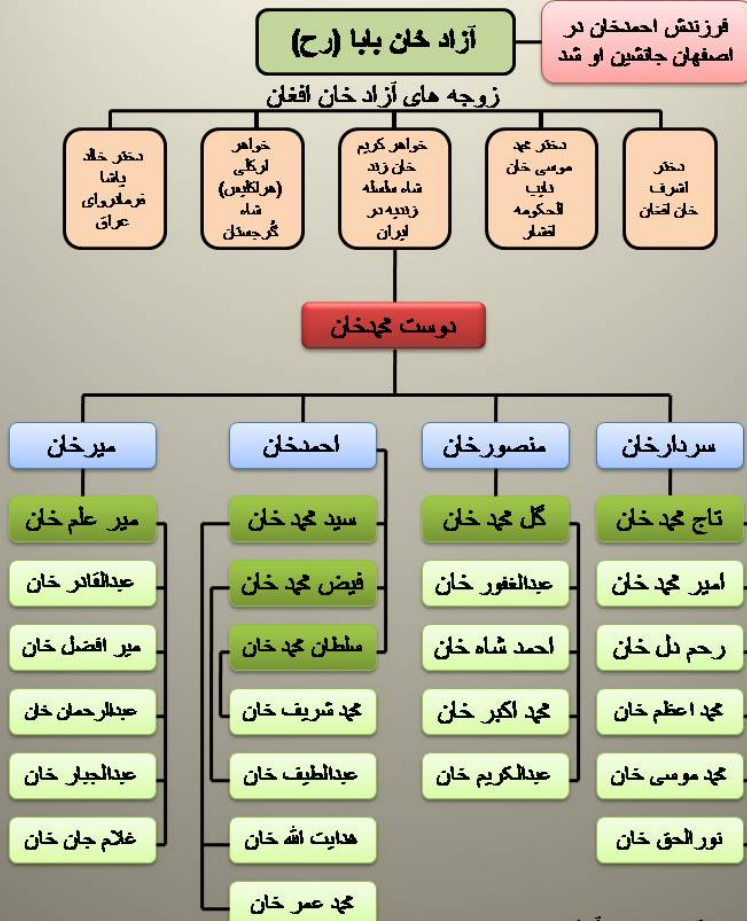 فرزندش احمدخان در
اصفهان جانشین او شد
آزاد خان بابا (رح)
زوجه های آزاد خان افغان
دختر
اشرف
خان افغان
دختر محمد
موسی خان
نایب
الحکومه
افشار
خواهر کریم
خان زند
شاه سلسله
زندیه در
ایران
خواهر
ارکلی
(هراکلیس)
شاه
گرجستان
دختر خالد
پاشا
فرمانروای
عراق
دوست محمدخان
سردارخان
منصورخان
احمدخان
میرخان
تاج محمد خان
گل محمد خان
سید محمد خان
میر علم خان
امیر محمد خان
عبدالغفور خان
فیض محمد خان
عبدالقادر خان
رحم دل خان
احمد شاه خان
سلطان محمد خان
میر افضل خان
محمد اعظم خان
محمد اکبر خان
محمد شریف خان
عبدالرحمان خان
محمد موسی خان
عبدالکریم خان
عبدالطیف خان
عبدالجبار خان
نورالحق خان
هدایت الله خان
غلام جان خان
محمد عمر خان